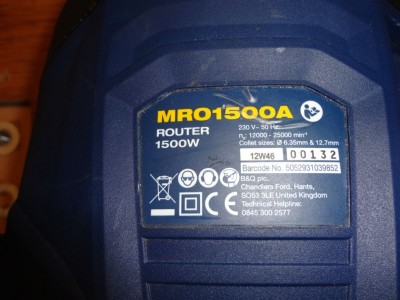 MRO1500A
ROUTER
1500W
230 V~ 50 Hz
n₀ 12000 - 25000 min⁻¹
Collet sizes: Ø 6.35mm & 12.7mm
12W46 00132
Barcode No. 5052931039852
B&Q plc.
Chandlers Ford, Hants,
SO53 3LE United Kingdom
Technical Helpline:
0845 300 2577
CE